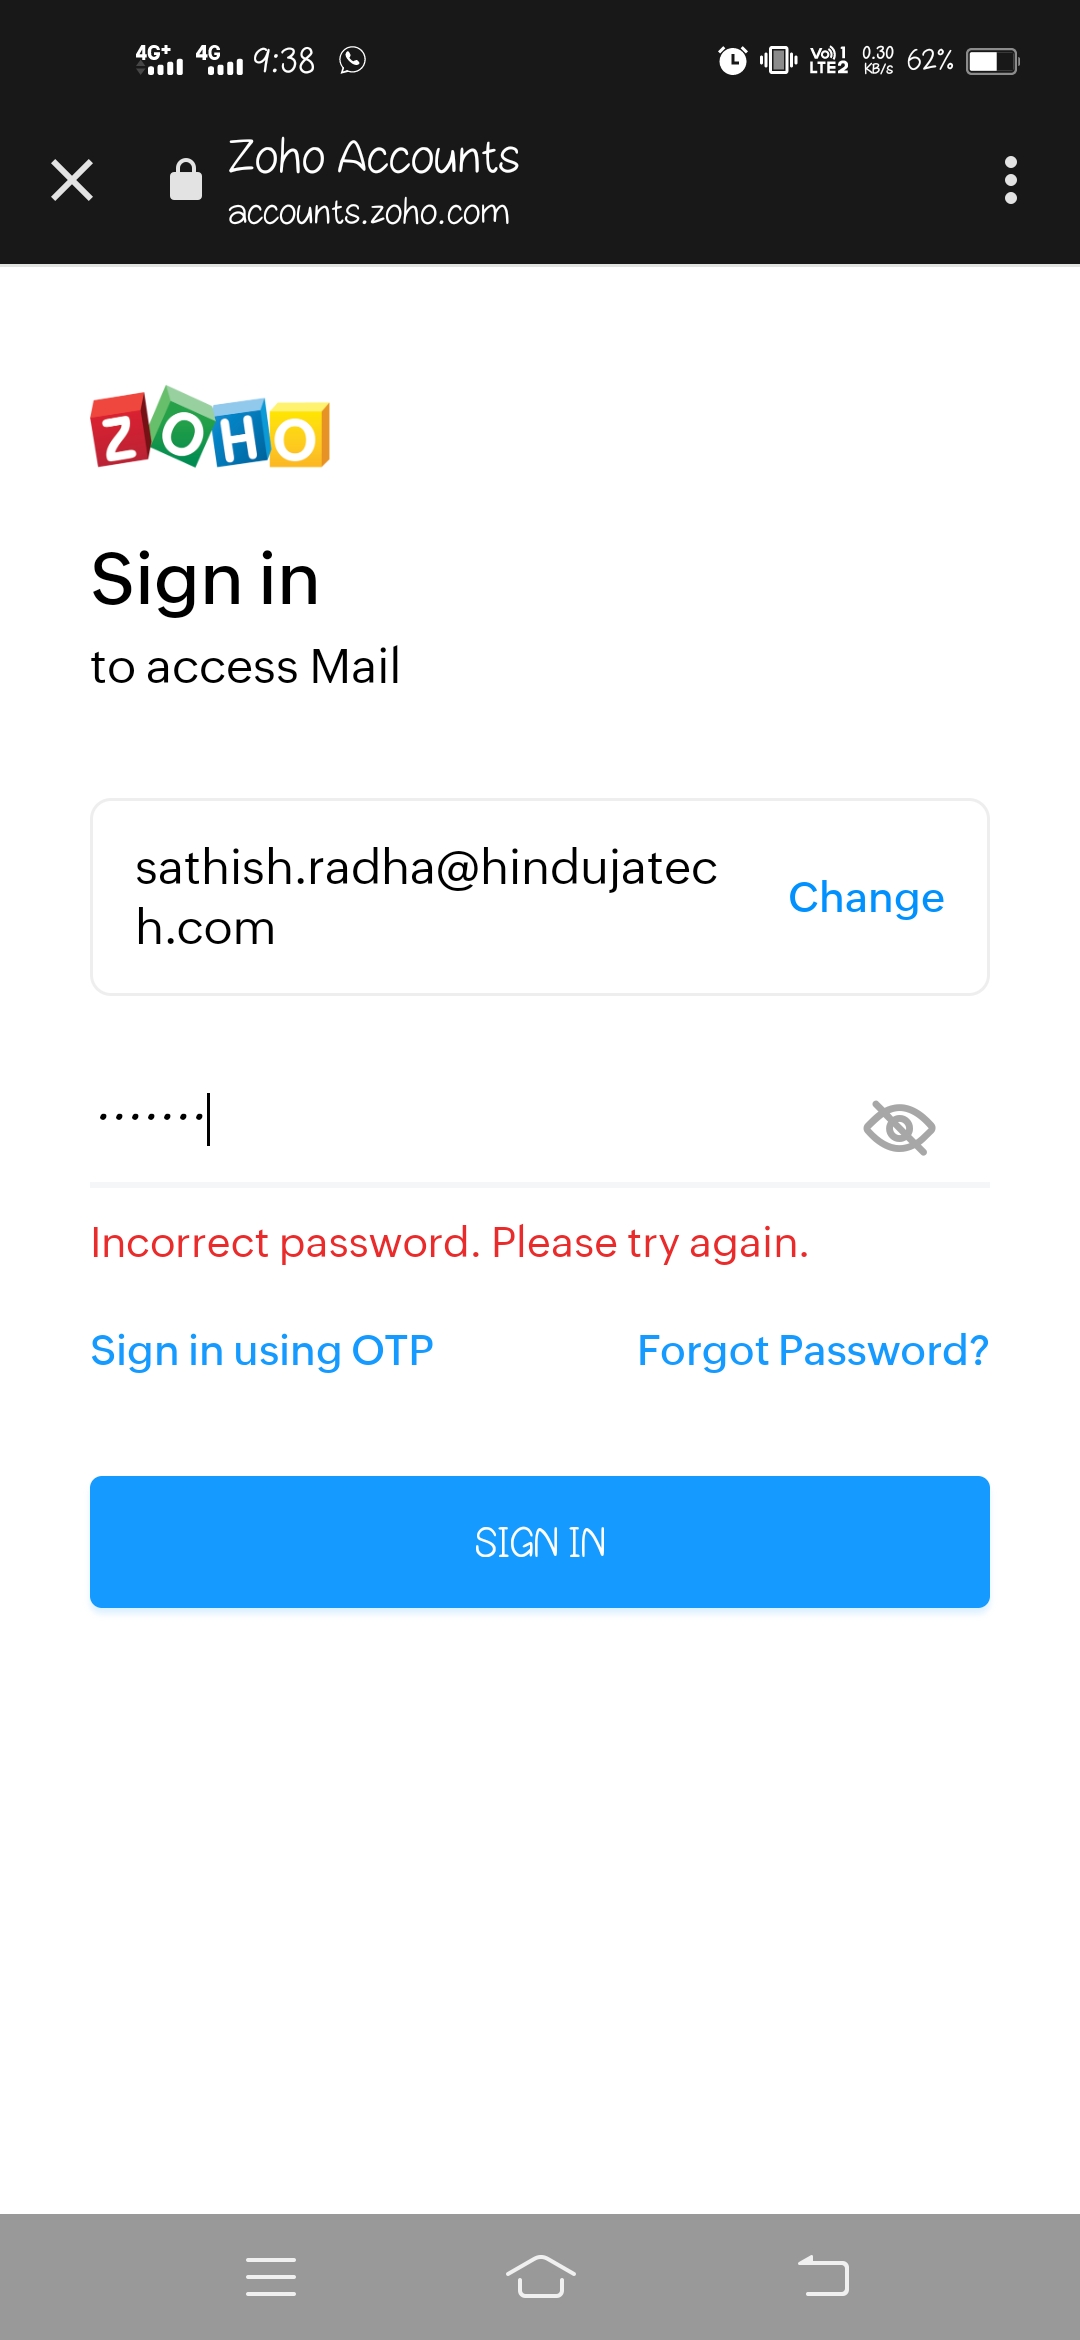 4G+ 4G 9:38 Vo)) 1 LTE2 0.30 KB/s 62%
Zoho Accounts
accounts.zoho.com
ZOHO
Sign in
to access Mail
sathish.radha@hindujatec
h.com
Change
.......
Incorrect password. Please try again.
Sign in using OTP Forgot Password?
SIGN IN